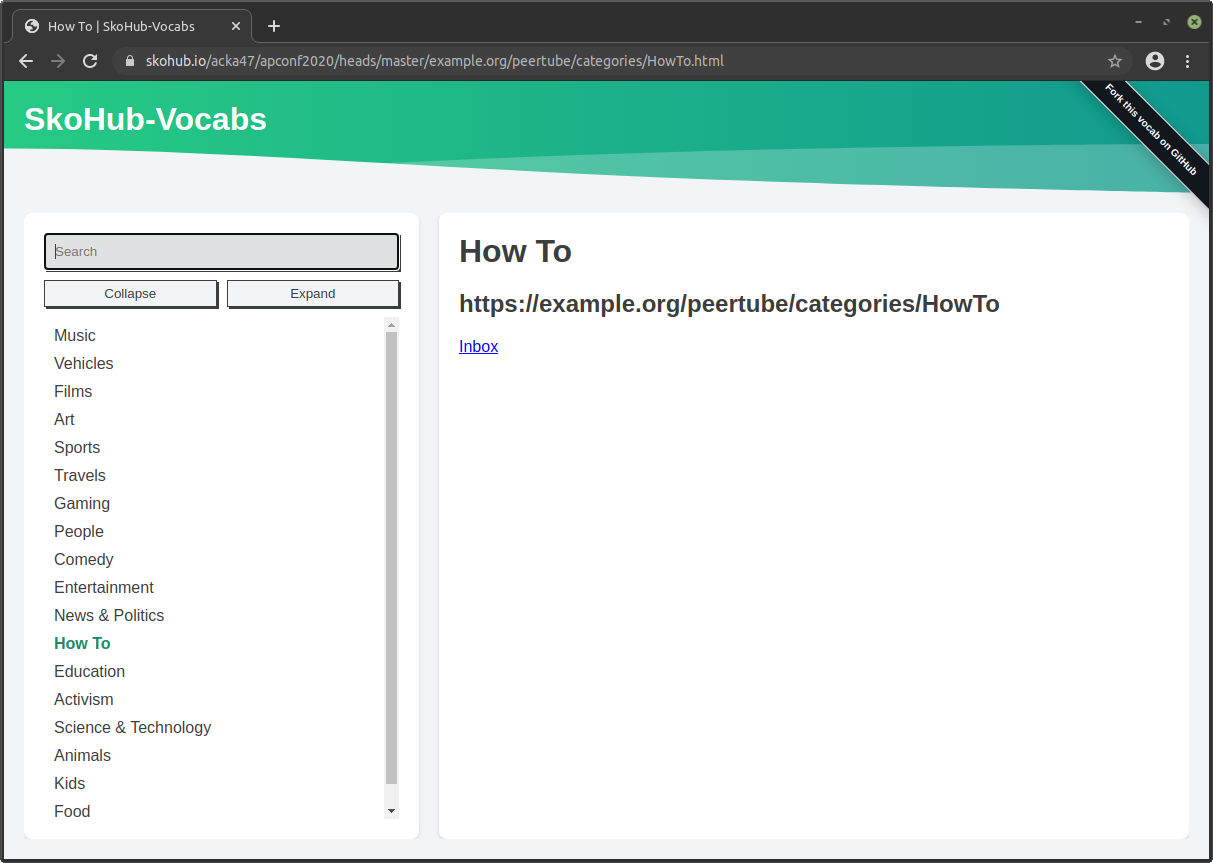 How To | SkoHub-Vocabs
skohub.io/acka47/apconf2020/heads/master/example.org/peertube/categories/HowTo.html
SkoHub-Vocabs
Fork this vocab on GitHub
Search
Collapse Expand
Music
Vehicles
Films
Art
Sports
Travels
Gaming
People
Comedy
Entertainment
News & Politics
How To
Education
Activism
Science & Technology
Animals
Kids
Food
How To
https://example.org/peertube/categories/HowTo
Inbox